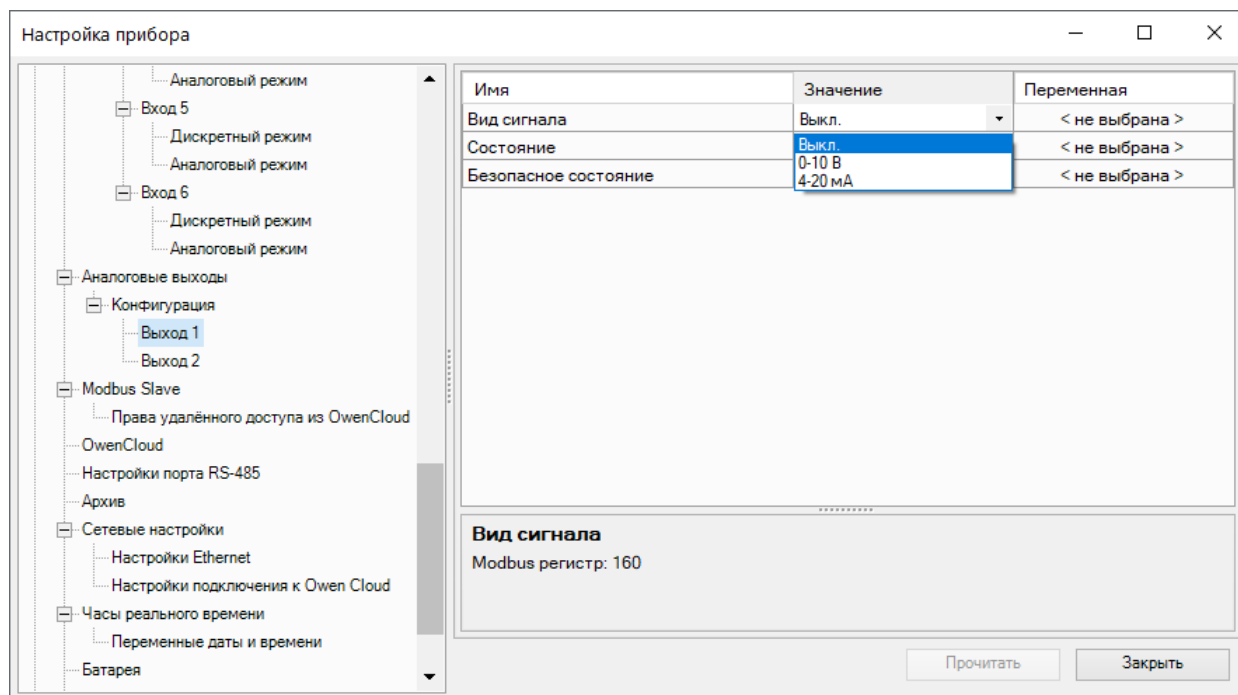 Настройка прибора
Аналоговый режим
Вход 5
Дискретный режим
Аналоговый режим
Вход 6
Дискретный режим
Аналоговый режим
Аналоговые выходы
Конфигурация
Выход 1
Выход 2
Modbus Slave
Права удалённого доступа из OwenCloud
OwenCloud
Настройки порта RS-485
Архив
Сетевые настройки
Настройки Ethernet
Настройки подключения к Owen Cloud
Часы реального времени
Переменные даты и времени
Батарея
Имя Значение Переменная
Вид сигнала Выкл. < не выбрана >
Состояние < не выбрана >
Безопасное состояние < не выбрана >
Выкл.
0-10 В
4-20 мА
Вид сигнала
Modbus регистр: 160
Прочитать Закрыть